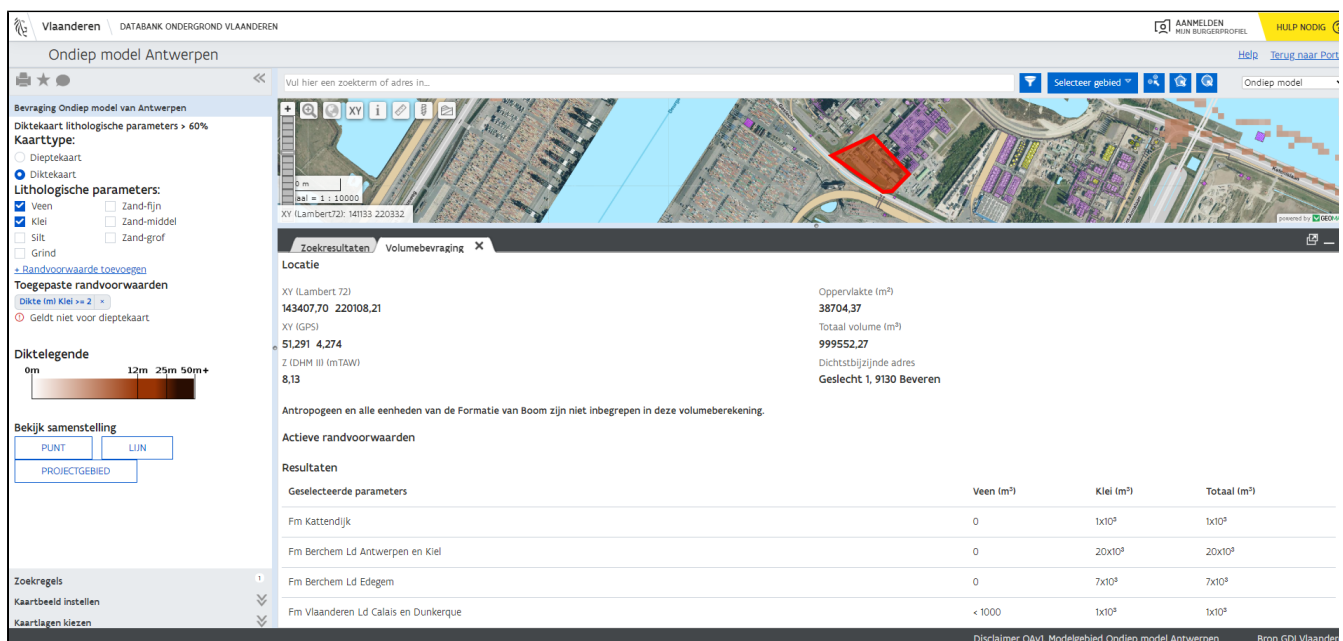 Vlaanderen DATABANK ONDERGROND VLAANDEREN
AANMELDEN
MIJN BURGERPROFIEL
HULP NODIG
Ondiep model Antwerpen
Help Terug naar Port
Vul hier een zoekterm of adres in...
Selecteer gebied
Ondiep model
Bevraging Ondiep model van Antwerpen
Diktekaart lithologische parameters > 60%
Kaarttype:
Dieptekaart
Diktekaart
Lithologische parameters:
Veen Zand-fijn
Klei Zand-middel
Silt Zand-grof
Grind
+ Randvoorwaarde toevoegen
Toegepaste randvoorwaarden
Dikte (m) Klei >= 2 ×
Geldt niet voor dieptekaart
Diktelegende
0m 12m 25m 50m+
Bekijk samenstelling
PUNT LIJN
PROJECTGEBIED
Zoekregels 1
Kaartbeeld instellen
Kaartlagen kiezen
+ XY i
0 m
aal = 1 : 10000
XY (Lambert72): 141133 220332
powered by GEOM
Zoekresultaten Volumebevraging X
Locatie
XY (Lambert 72)
143407,70 220108,21
XY (GPS)
51,291 4,274
Z (DHM II) (mTAW)
8,13
Oppervlakte (m²)
38704,37
Totaal volume (m³)
999552,27
Dichtstbijzijnde adres
Geslecht 1, 9130 Beveren
Antropogeen en alle eenheden van de Formatie van Boom zijn niet inbegrepen in deze volumeberekening.
Actieve randvoorwaarden
Resultaten
Geselecteerde parameters Veen (m³) Klei (m³) Totaal (m³)
Fm Kattendijk 0 1x10³ 1x10³
Fm Berchem Ld Antwerpen en Kiel 0 20x10³ 20x10³
Fm Berchem Ld Edegem 0 7x10³ 7x10³
Fm Vlaanderen Ld Calais en Dunkerque < 1000 1x10³ 1x10³
Disclaimer OAv1 Modelgebied Ondiep model Antwerpen Bron GDI Vlaander